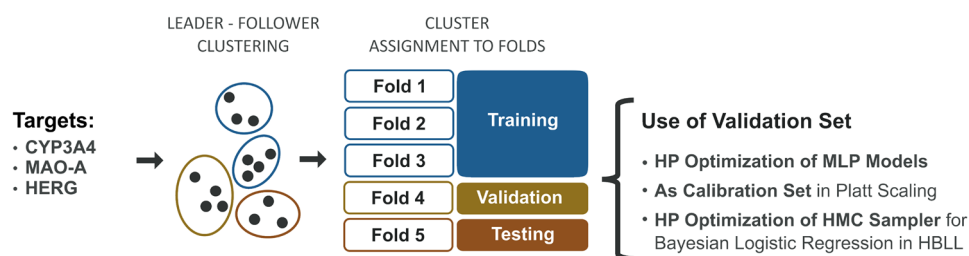 LEADER - FOLLOWER
CLUSTERING
CLUSTER
ASSIGNMENT TO FOLDS
Targets:
• CYP3A4
• MAO-A
• HERG
Fold 1
Fold 2
Fold 3
Fold 4
Fold 5
Training
Validation
Testing
Use of Validation Set
• HP Optimization of MLP Models
• As Calibration Set in Platt Scaling
• HP Optimization of HMC Sampler for
Bayesian Logistic Regression in HBLL